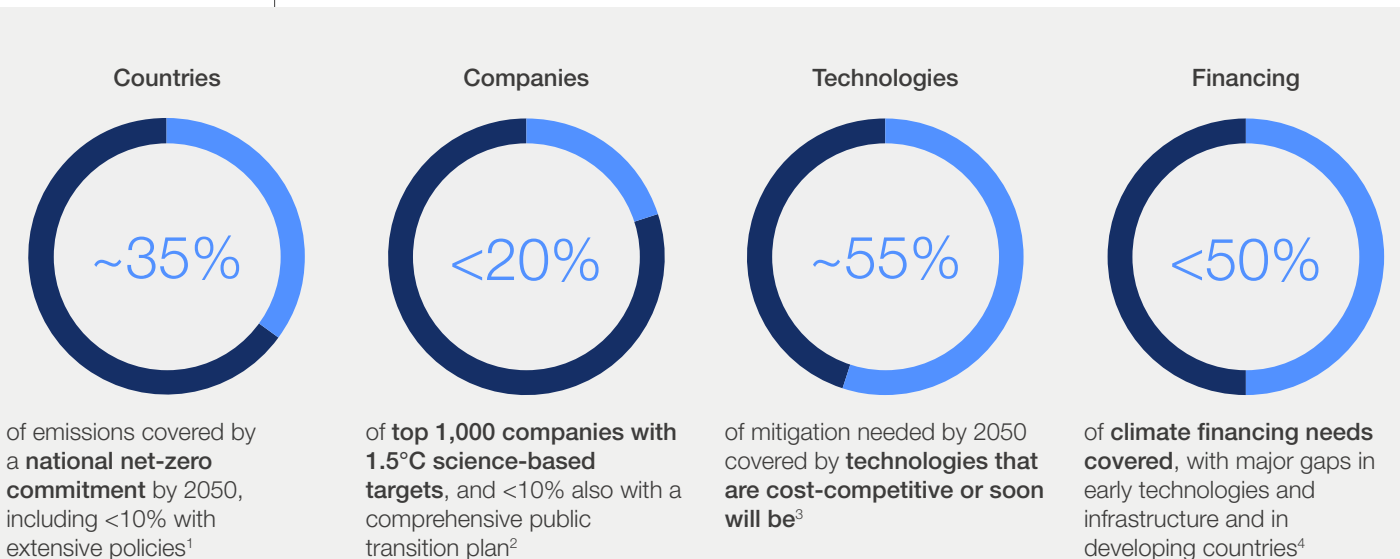 Countries
~35%
of emissions covered by
a national net-zero
commitment by 2050,
including <10% with
extensive policies¹
Companies
<20%
of top 1,000 companies with
1.5°C science-based
targets, and <10% also with a
comprehensive public
transition plan²
Technologies
~55%
of mitigation needed by 2050
covered by technologies that
are cost-competitive or soon
will be³
Financing
<50%
of climate financing needs
covered, with major gaps in
early technologies and
infrastructure and in
developing countries⁴